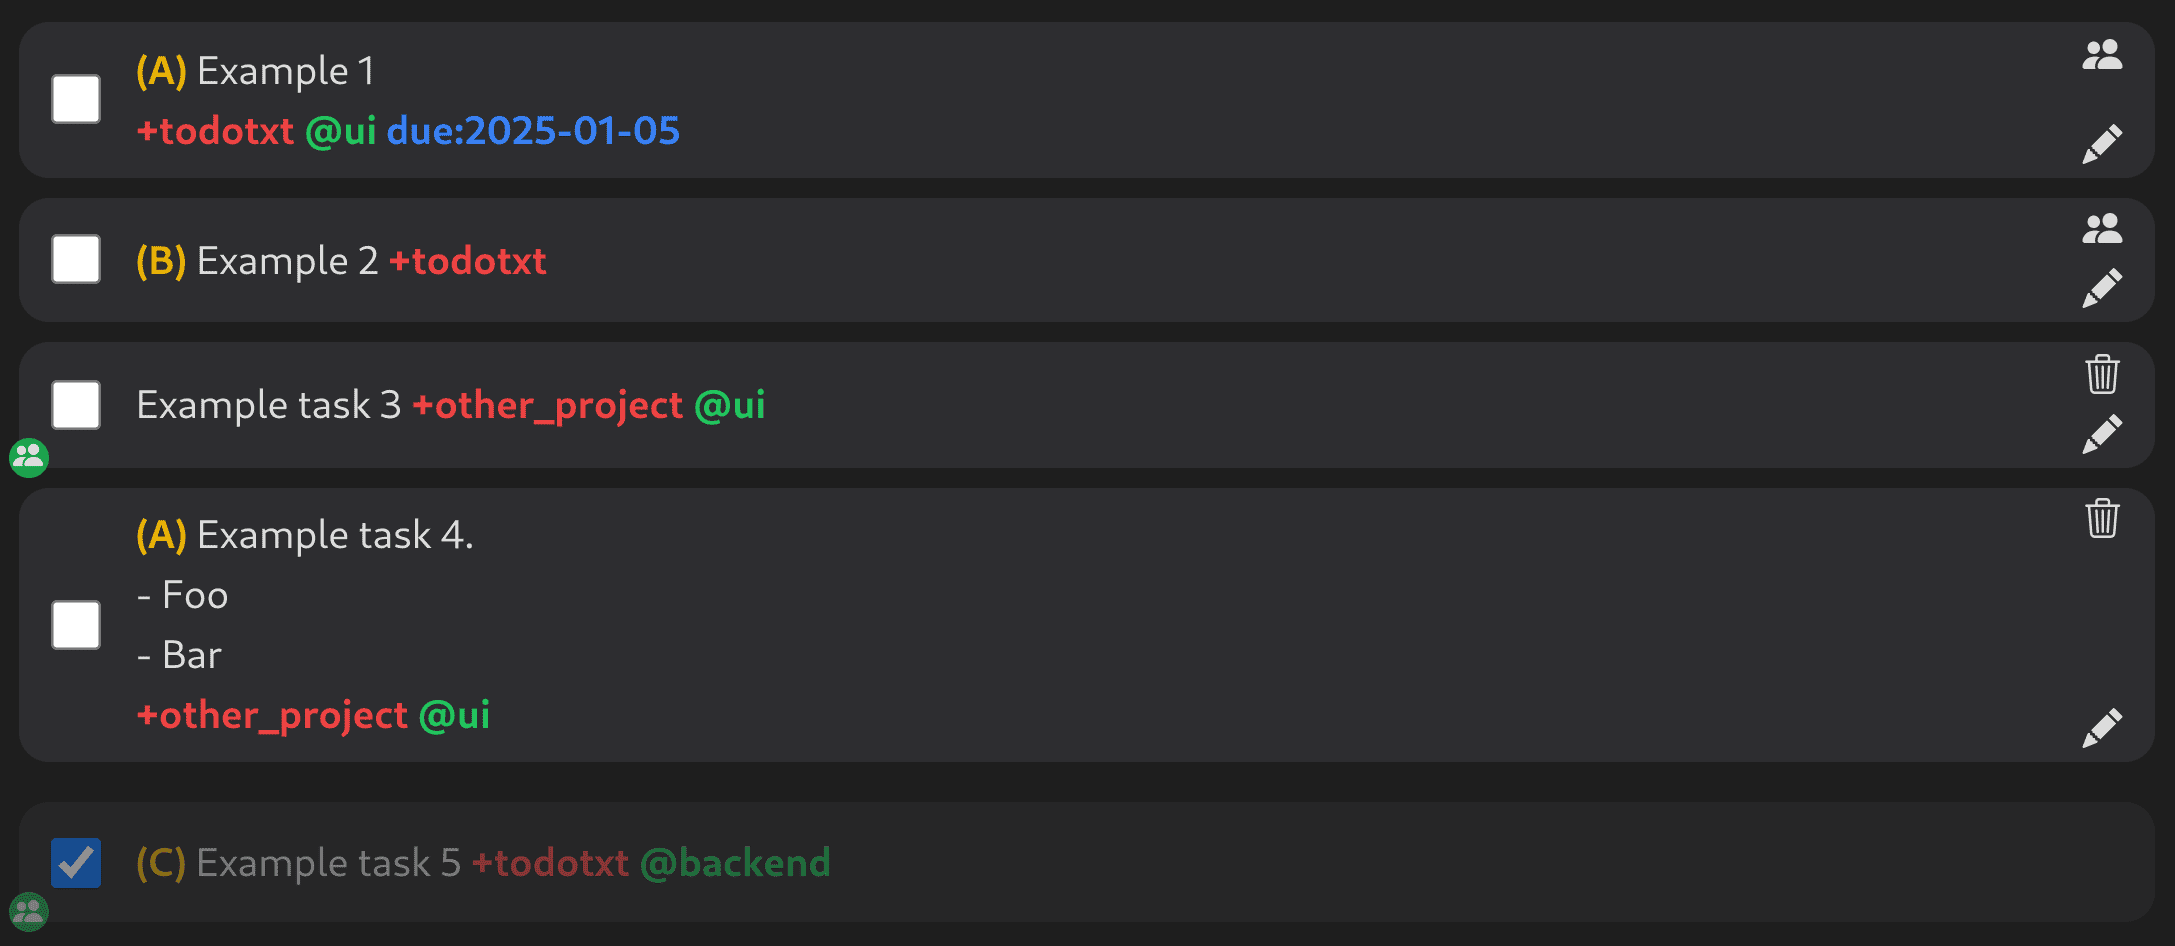 (A) Example 1
+todotxt @ui due:2025-01-05
(B) Example 2 +todotxt
Example task 3 +other_project @ui
(A) Example task 4.
- Foo
- Bar
+other_project @ui
(C) Example task 5 +todotxt @backend